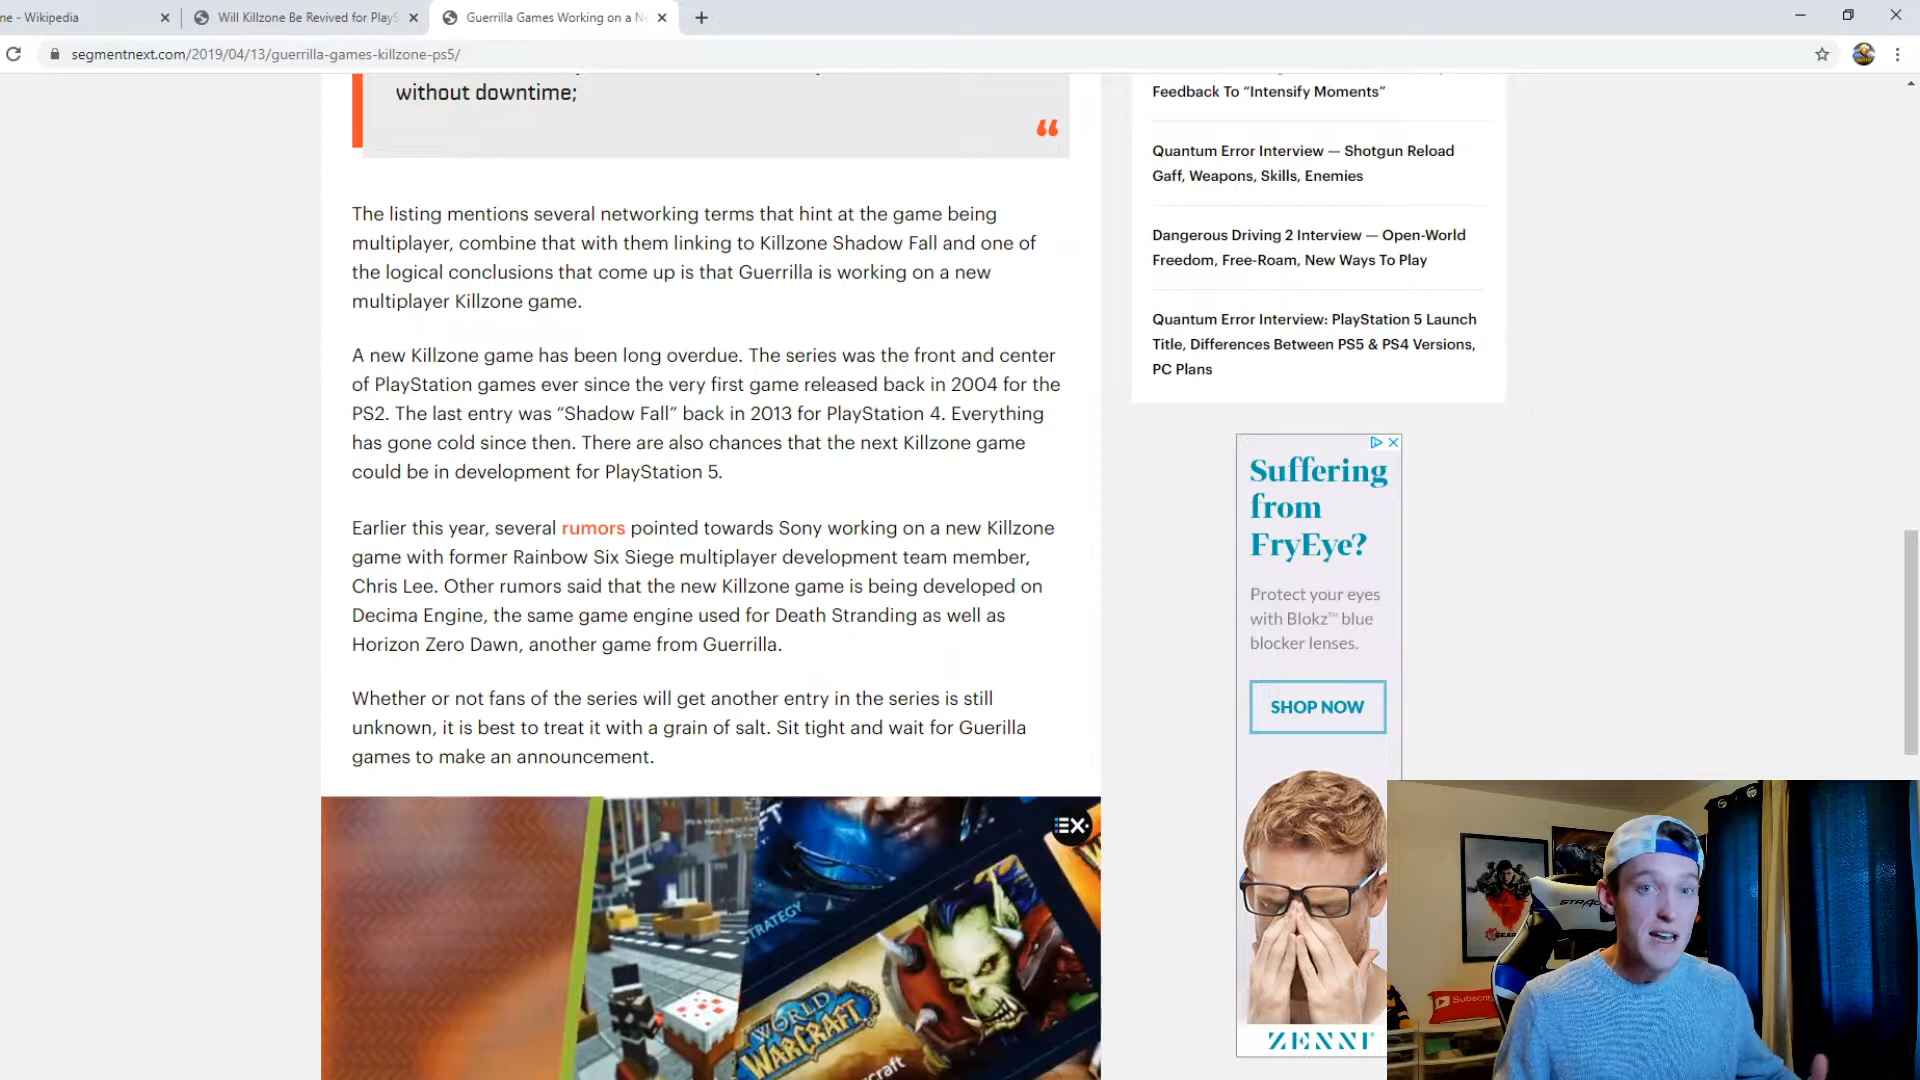 ne - Wikipedia
Will Killzone Be Revived for PlayS
Guerrilla Games Working on a Ne
segmentnext.com/2019/04/13/guerrilla-games-killzone-ps5/
without downtime;
The listing mentions several networking terms that hint at the game being
multiplayer, combine that with them linking to Killzone Shadow Fall and one of
the logical conclusions that come up is that Guerrilla is working on a new
multiplayer Killzone game.
A new Killzone game has been long overdue. The series was the front and center
of PlayStation games ever since the very first game released back in 2004 for the
PS2. The last entry was “Shadow Fall” back in 2013 for PlayStation 4. Everything
has gone cold since then. There are also chances that the next Killzone game
could be in development for PlayStation 5.
Earlier this year, several rumors pointed towards Sony working on a new Killzone
game with former Rainbow Six Siege multiplayer development team member,
Chris Lee. Other rumors said that the new Killzone game is being developed on
Decima Engine, the same game engine used for Death Stranding as well as
Horizon Zero Dawn, another game from Guerrilla.
Whether or not fans of the series will get another entry in the series is still
unknown, it is best to treat it with a grain of salt. Sit tight and wait for Guerilla
games to make an announcement.
Feedback To “Intensify Moments”
Quantum Error Interview — Shotgun Reload
Gaff, Weapons, Skills, Enemies
Dangerous Driving 2 Interview — Open-World
Freedom, Free-Roam, New Ways To Play
Quantum Error Interview: PlayStation 5 Launch
Title, Differences Between PS5 & PS4 Versions,
PC Plans
Suffering
from
FryEye?
Protect your eyes
with Blokz™ blue
blocker lenses.
SHOP NOW
ZENNI
STRATEGY
WORLD
WARCRAFT
craft
EX
GEAR
GTRAC
Subscri